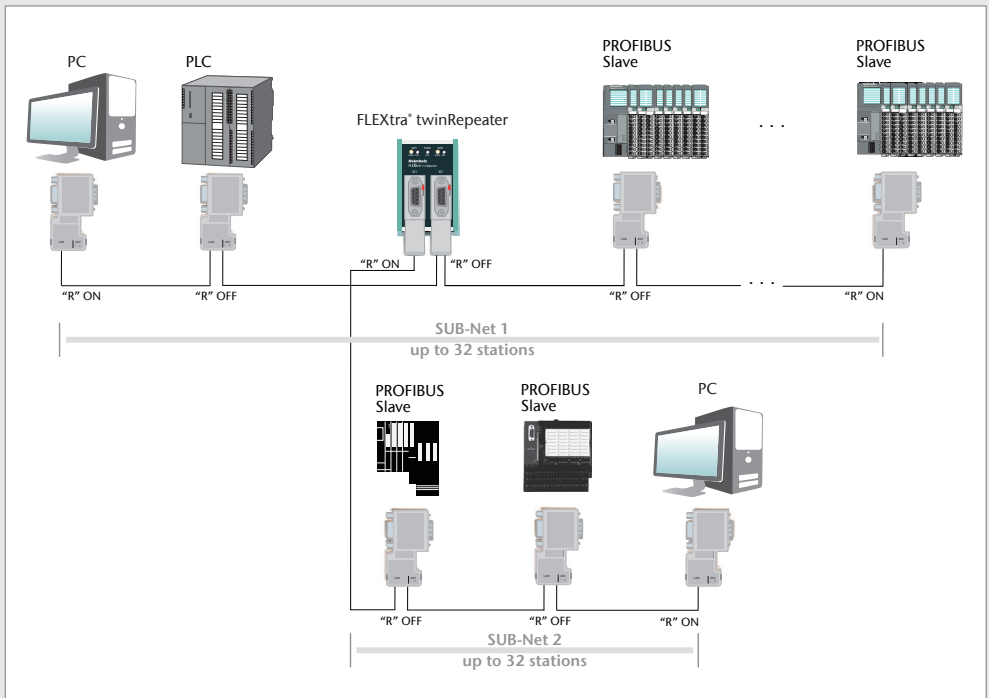 PC
PLC
FLEXtra® twinRepeater
PROFIBUS
Slave
PROFIBUS
Slave
. . .
Helmholz
"R" ON
"R" OFF
"R" ON
"R" OFF
"R" OFF
. . .
"R" ON
SUB-Net 1
up to 32 stations
PROFIBUS
Slave
PROFIBUS
Slave
PC
"R" OFF
"R" OFF
"R" ON
SUB-Net 2
up to 32 stations